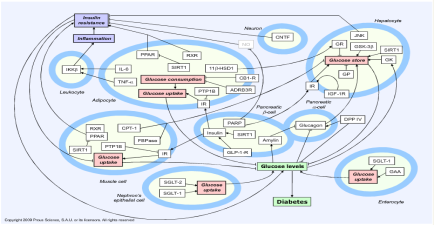 Insulin
resistance
Inflammation
Neuron
CNTF
Hepatocyte
JNK
GR
GSK-3β
SIRT1
Glucose store
GK
GP
IR
IGF-1R
PPAR
RXR
SIRT1
11β-HSD1
CB1-R
ADRB3R
Glucose consumption
Glucose uptake
PTP1B
IR
IKKβ
IL-6
TNF-α
Leukocyte
Adipocyte
Pancreatic
β-cell
Pancreatic
α-cell
PARP
Insulin
SIRT1
GLP-1-R
Amylin
Glucagon
DPP IV
RXR
PPAR
CPT-1
SIRT1
PTP1B
FBPase
Glucose
uptake
IR
Muscle cell
Glucose levels
SGLT-2
SGLT-1
Glucose
uptake
Nephron's
epithelial cell
SGLT-1
Glucose
uptake
GAA
Enterocyte
Diabetes
Copyright 2009 Prous Science, S.A.U. or its licensors. All rights reserved.